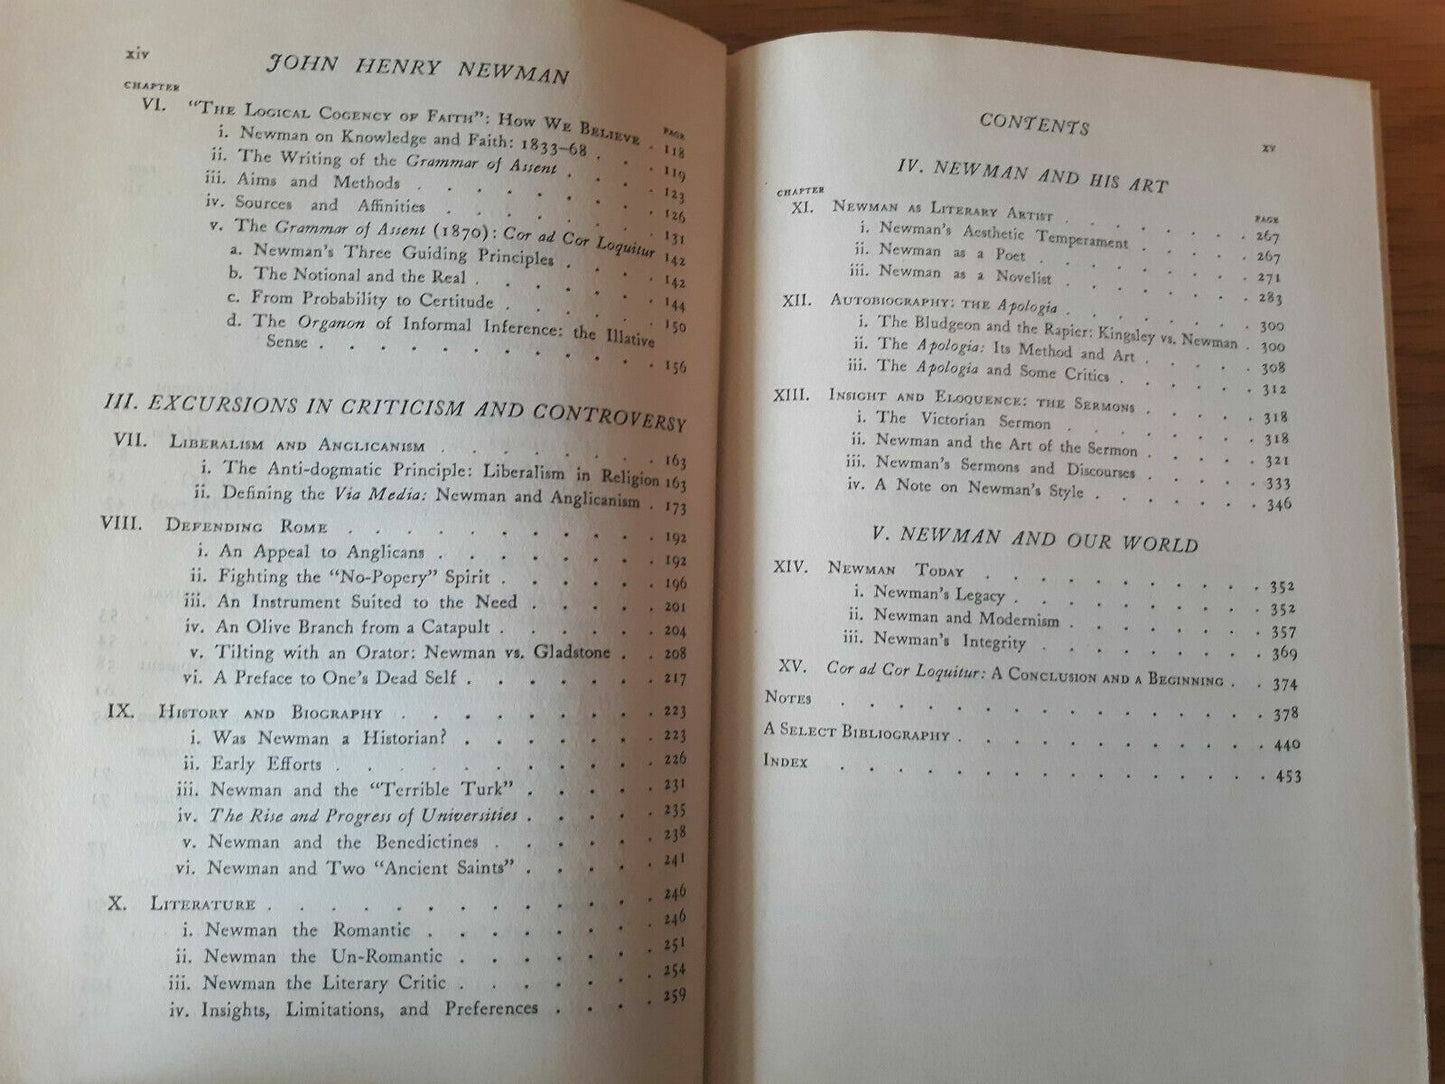 xiv
JOHN HENRY NEWMAN
CHAPTER
PAGE
VI. “The Logical Cogency of Faith”: How We Believe . 118
i. Newman on Knowledge and Faith: 1833–68 . . . 119
ii. The Writing of the Grammar of Assent . . . . 123
iii. Aims and Methods . . . . . . . 126
iv. Sources and Affinities . . . . . . . 131
v. The Grammar of Assent (1870): Cor ad Cor Loquitur 142
a. Newman's Three Guiding Principles . . . . 142
b. The Notional and the Real . . . . . . 144
c. From Probability to Certitude . . . . . 150
d. The Organon of Informal Inference: the Illative
Sense . . . . . . . . . . 156
III. EXCURSIONS IN CRITICISM AND CONTROVERSY
VII. Liberalism and Anglicanism . . . . . . 163
i. The Anti-dogmatic Principle: Liberalism in Religion 163
ii. Defining the Via Media: Newman and Anglicanism . 173
VIII. Defending Rome . . . . . . . . . 192
i. An Appeal to Anglicans . . . . . . . 192
ii. Fighting the “No-Popery” Spirit . . . . . 196
iii. An Instrument Suited to the Need . . . . 201
iv. An Olive Branch from a Catapult . . . . . 204
v. Tilting with an Orator: Newman vs. Gladstone . . 208
vi. A Preface to One's Dead Self . . . . . . 217
IX. History and Biography . . . . . . . . 223
i. Was Newman a Historian? . . . . . . 223
ii. Early Efforts . . . . . . . . . 226
iii. Newman and the “Terrible Turk” . . . . 231
iv. The Rise and Progress of Universities . . . . 235
v. Newman and the Benedictines . . . . . 238
vi. Newman and Two “Ancient Saints” . . . . 241
X. Literature . . . . . . . . . . . 246
i. Newman the Romantic . . . . . . . 246
ii. Newman the Un-Romantic . . . . . . 251
iii. Newman the Literary Critic . . . . . . 254
iv. Insights, Limitations, and Preferences . . . 259
CONTENTS
xv
IV. NEWMAN AND HIS ART
CHAPTER
PAGE
XI. Newman as Literary Artist . . . . . . 267
i. Newman's Aesthetic Temperament . . . . 267
ii. Newman as a Poet . . . . . . . 271
iii. Newman as a Novelist . . . . . . . 283
XII. Autobiography: the Apologia . . . . . . 300
i. The Bludgeon and the Rapier: Kingsley vs. Newman . 300
ii. The Apologia: Its Method and Art . . . . 308
iii. The Apologia and Some Critics . . . . . 312
XIII. Insight and Eloquence: the Sermons . . . . 318
i. The Victorian Sermon . . . . . . . 318
ii. Newman and the Art of the Sermon . . . . 321
iii. Newman's Sermons and Discourses . . . . 333
iv. A Note on Newman's Style . . . . . . 346
V. NEWMAN AND OUR WORLD
XIV. Newman Today . . . . . . . . . 352
i. Newman's Legacy . . . . . . . . 352
ii. Newman and Modernism . . . . . . 357
iii. Newman's Integrity . . . . . . . 369
XV. Cor ad Cor Loquitur: A Conclusion and a Beginning . . 374
Notes . . . . . . . . . . . . . . . 378
A Select Bibliography . . . . . . . . . . 440
Index . . . . . . . . . . . . . . . 453